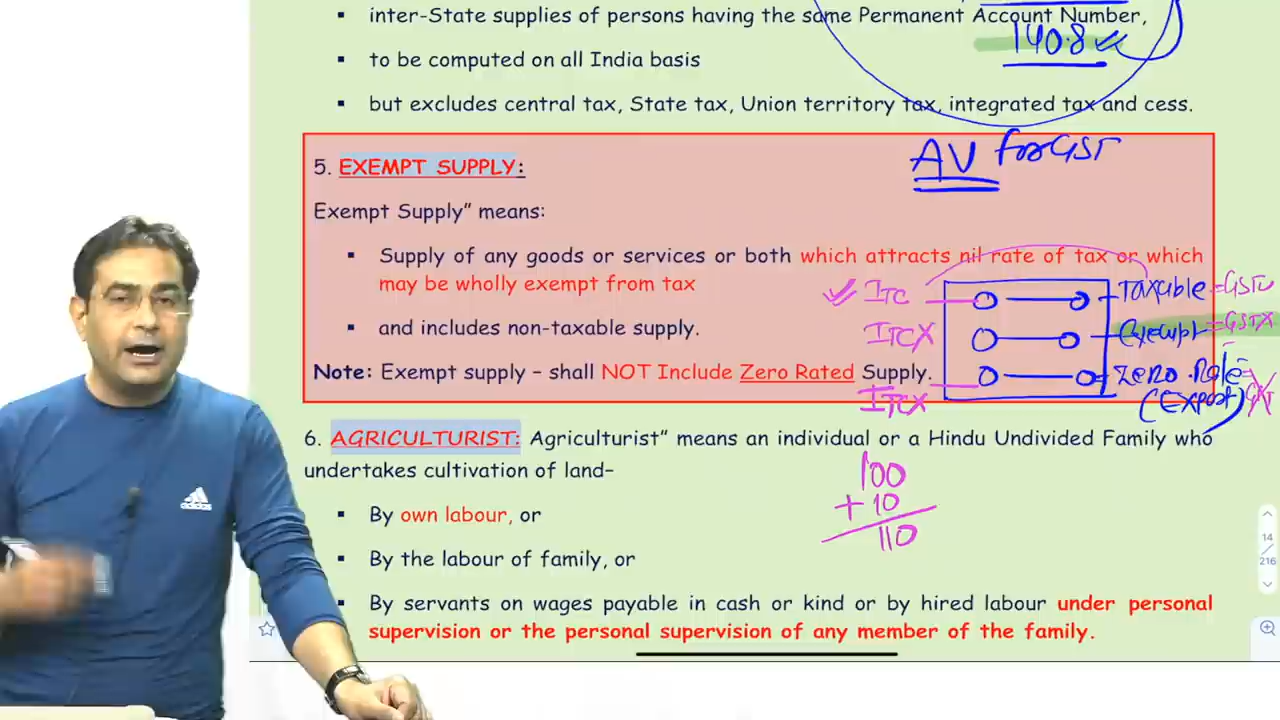 inter-State supplies of persons having the same Permanent Account Number,
140.8
to be computed on all India basis
but excludes central tax, State tax, Union territory tax, integrated tax and cess.
AV for GST
5. EXEMPT SUPPLY:
Exempt Supply” means:
Supply of any goods or services or both which attracts nil rate of tax or which
may be wholly exempt from tax
ITC Taxable =GST
and includes non-taxable supply.
ITCX Exempt =GSTX
Note: Exempt supply – shall NOT Include Zero Rated Supply.
Zero Rate =
ITCX (Export)
6. AGRICULTURIST: Agriculturist” means an individual or a Hindu Undivided Family who
undertakes cultivation of land–
100
+10
110
By own labour, or
By the labour of family, or
By servants on wages payable in cash or kind or by hired labour under personal
supervision or the personal supervision of any member of the family.
14
/
216
adidas